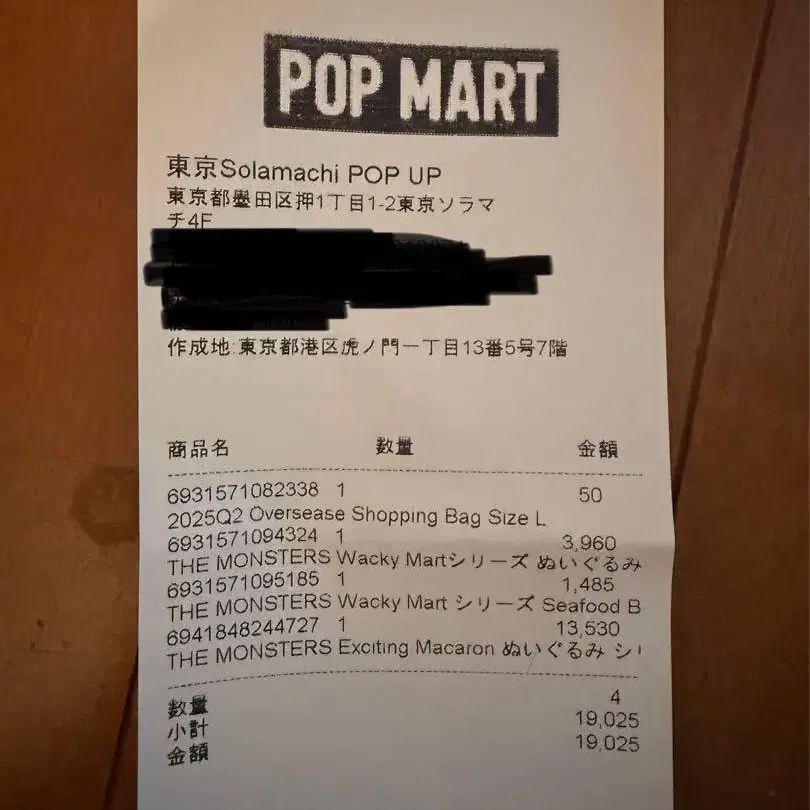 POP MART
東京Solamachi POP UP
東京都墨田区押1丁目1-2東京ソラマ
チ4F
作成地:東京都港区虎ノ門一丁目13番5号7階
商品名 数量 金額
6931571082338 1 50
2025Q2 Oversease Shopping Bag Size L
6931571094324 1 3,960
THE MONSTERS Wacky Martシリーズ ぬいぐるみ
6931571095185 1 1,485
THE MONSTERS Wacky Mart シリーズ Seafood B
6941848244727 1 13,530
THE MONSTERS Exciting Macaron ぬいぐるみ シリ
数量 4
小計 19,025
金額 19,025